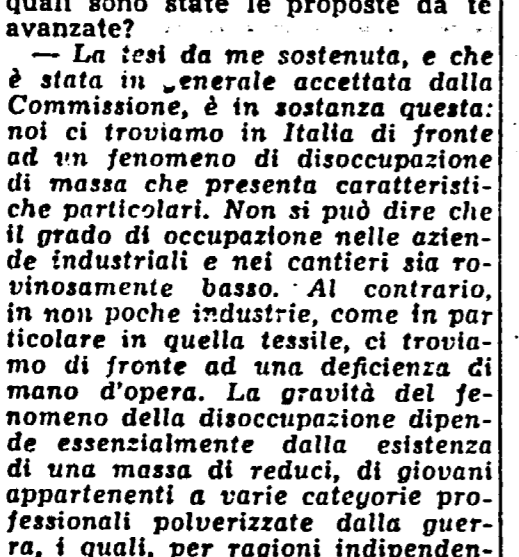 quali sono state le proposte da te
avanzate?
— La tesi da me sostenuta, e che
è stata in generale accettata dalla
Commissione, è in sostanza questa:
noi ci troviamo in Italia di fronte
ad un fenomeno di disoccupazione
di massa che presenta caratteristi-
che particolari. Non si può dire che
il grado di occupazione nelle azien-
de industriali e nei cantieri sia ro-
vinosamente basso. Al contrario,
in non poche industrie, come in par
ticolare in quella tessile, ci trovia-
mo di fronte ad una deficienza di
mano d'opera. La gravità del fe-
nomeno della disoccupazione dipen-
de essenzialmente dalla esistenza
di una massa di reduci, di giovani
appartenenti a varie categorie pro-
fessionali polverizzate dalla guer-
ra, i quali, per ragioni indipenden-